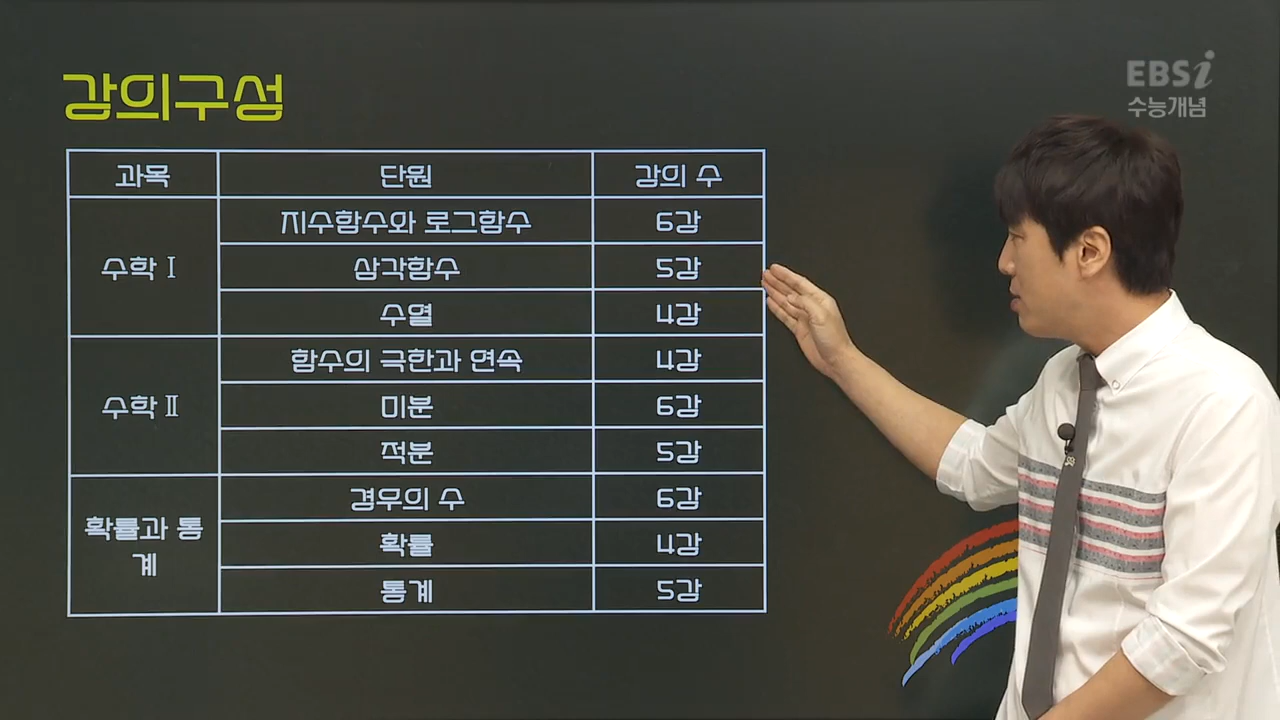 강의구성
EBSi
수능개념
과목 단원 강의 수
수학Ⅰ
지수함수와 로그함수 6강
삼각함수 5강
수열 4강
수학Ⅱ
함수의 극한과 연속 4강
미분 6강
적분 5강
확률과 통
계
경우의 수 6강
확률 4강
통계 5강